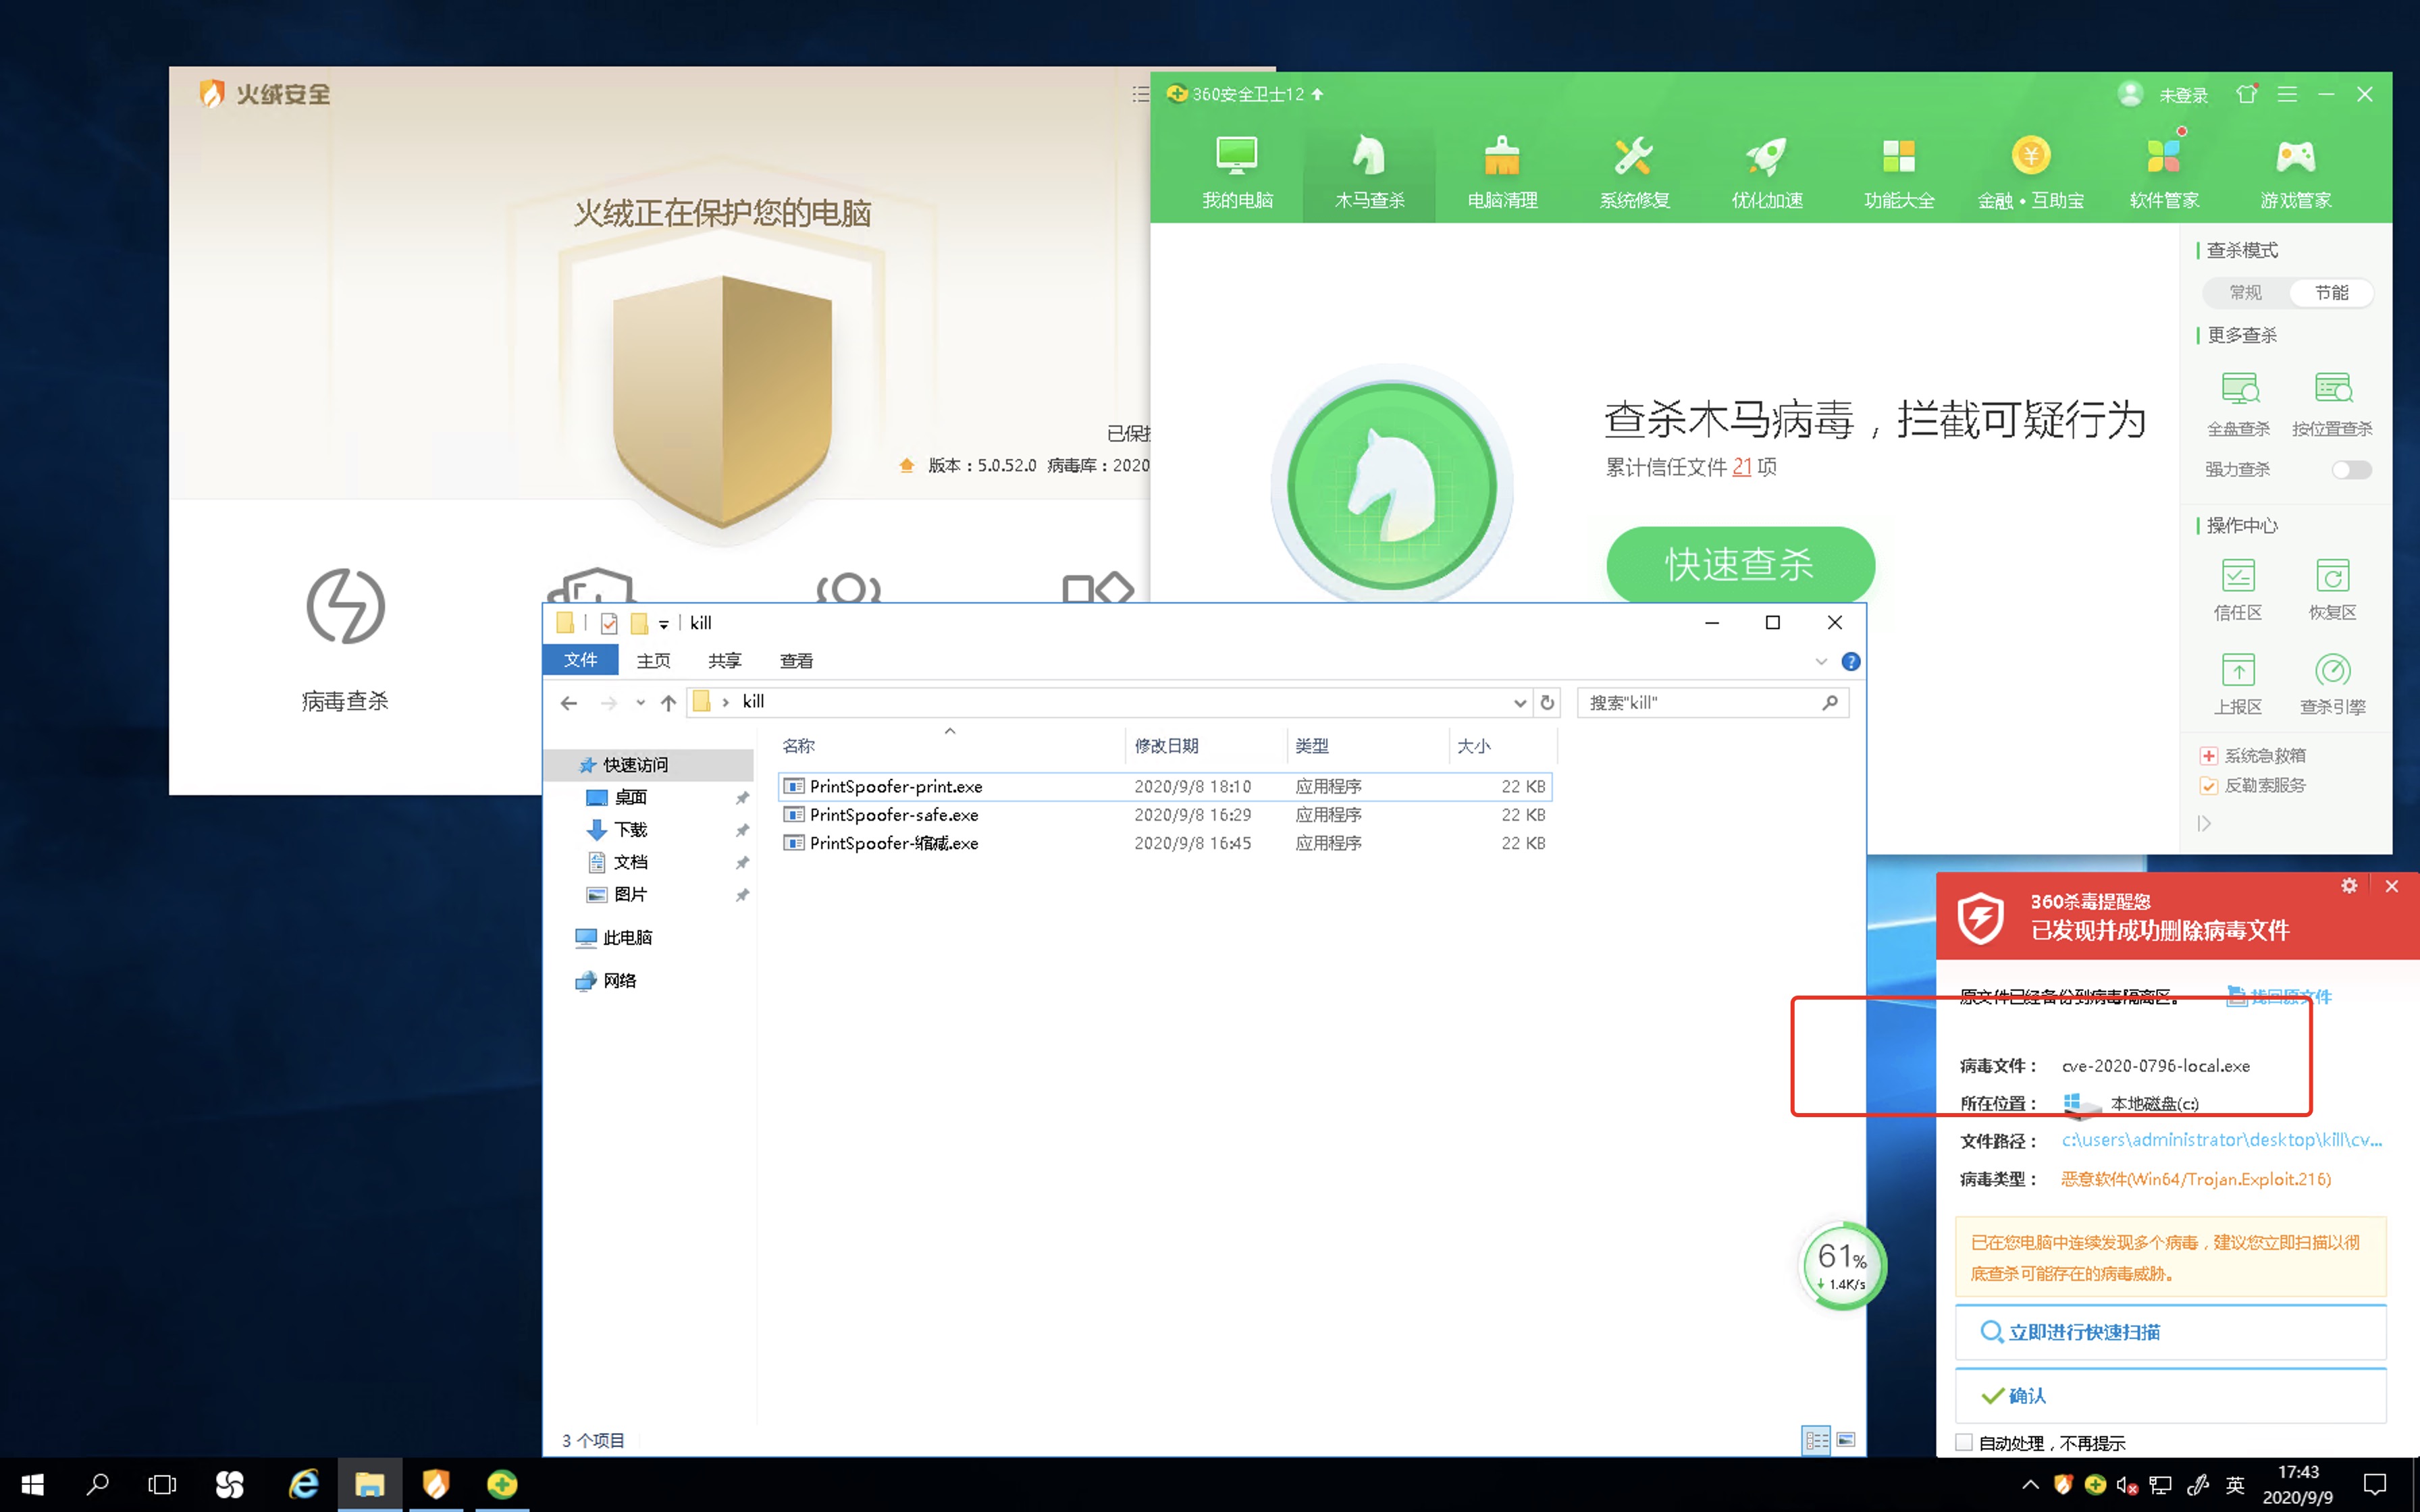 火绒安全
火绒正在保护您的电脑
已保护
版本：5.0.52.0 病毒库：2020
病毒查杀
360安全卫士12
未登录
我的电脑
木马查杀
电脑清理
系统修复
优化加速
功能大全
金融•互助宝
软件管家
游戏管家
查杀木马病毒，拦截可疑行为
累计信任文件 21 项
快速查杀
查杀模式
常规 节能
更多查杀
全盘查杀 按位置查杀
强力查杀
操作中心
信任区 恢复区
上报区 查杀引擎
系统急救箱
反勒索服务
kill
文件 主页 共享 查看
kill
搜索"kill"
名称 修改日期 类型 大小
PrintSpoofer-print.exe 2020/9/8 18:10 应用程序 22 KB
PrintSpoofer-safe.exe 2020/9/8 16:29 应用程序 22 KB
PrintSpoofer-缩减.exe 2020/9/8 16:45 应用程序 22 KB
快速访问
桌面
下载
文档
图片
此电脑
网络
3 个项目
61%
1.4K/s
360杀毒提醒您
已发现并成功删除病毒文件
原文件已经备份到病毒隔离区。 找回原文件
病毒文件： cve-2020-0796-local.exe
所在位置： 本地磁盘(c:)
文件路径： c:\users\administrator\desktop\kill\cv...
病毒类型： 恶意软件(Win64/Trojan.Exploit.216)
已在您电脑中连续发现多个病毒，建议您立即扫描以彻
底查杀可能存在的病毒威胁。
立即进行快速扫描
确认
自动处理，不再提示
英
17:43
2020/9/9